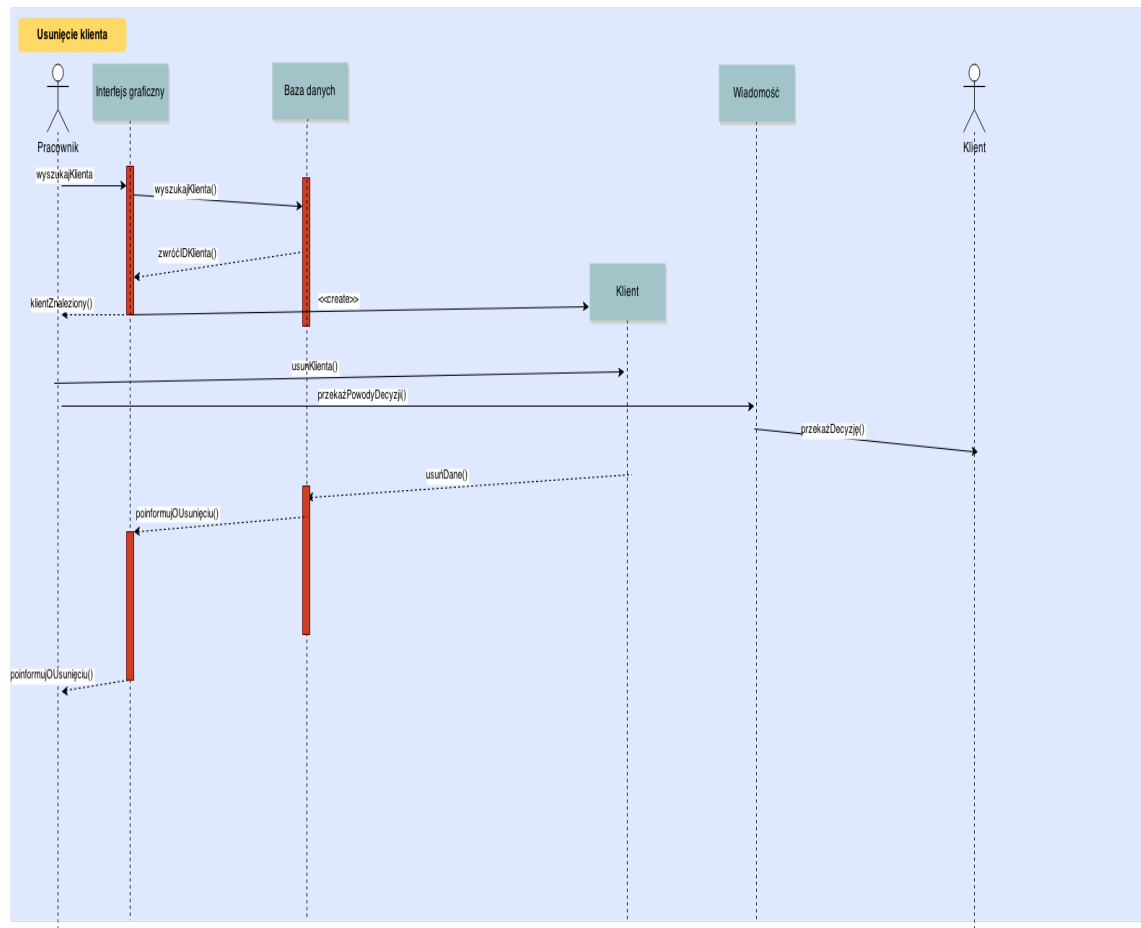 Usunięcie klienta
Interfejs graficzny
Baza danych
Wiadomość
Pracownik
Klient
wyszukajKlienta
wyszukajKlienta()
zwróćIDKlienta()
Klient
<<create>>
klientZnaleziony()
usunKlienta()
przekażPowodyDecyzji()
przekażDecyzję()
usuńDane()
poinformujOUsunięciu()
poinformujOUsunięciu()